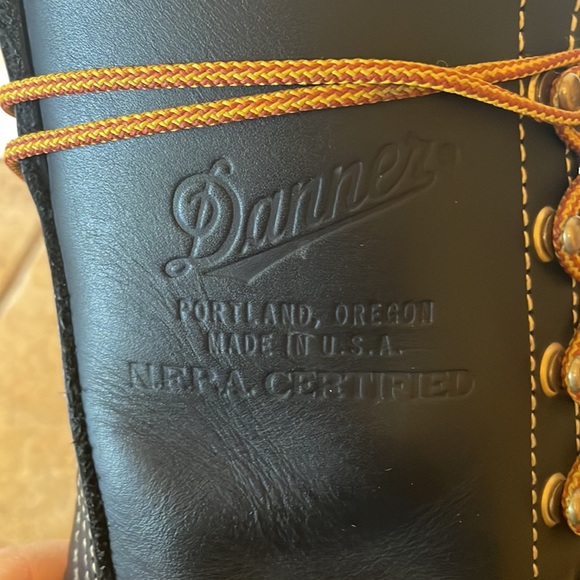 Danner®
PORTLAND, OREGON
MADE IN U.S.A.
N.F.P.A. CERTIFIED